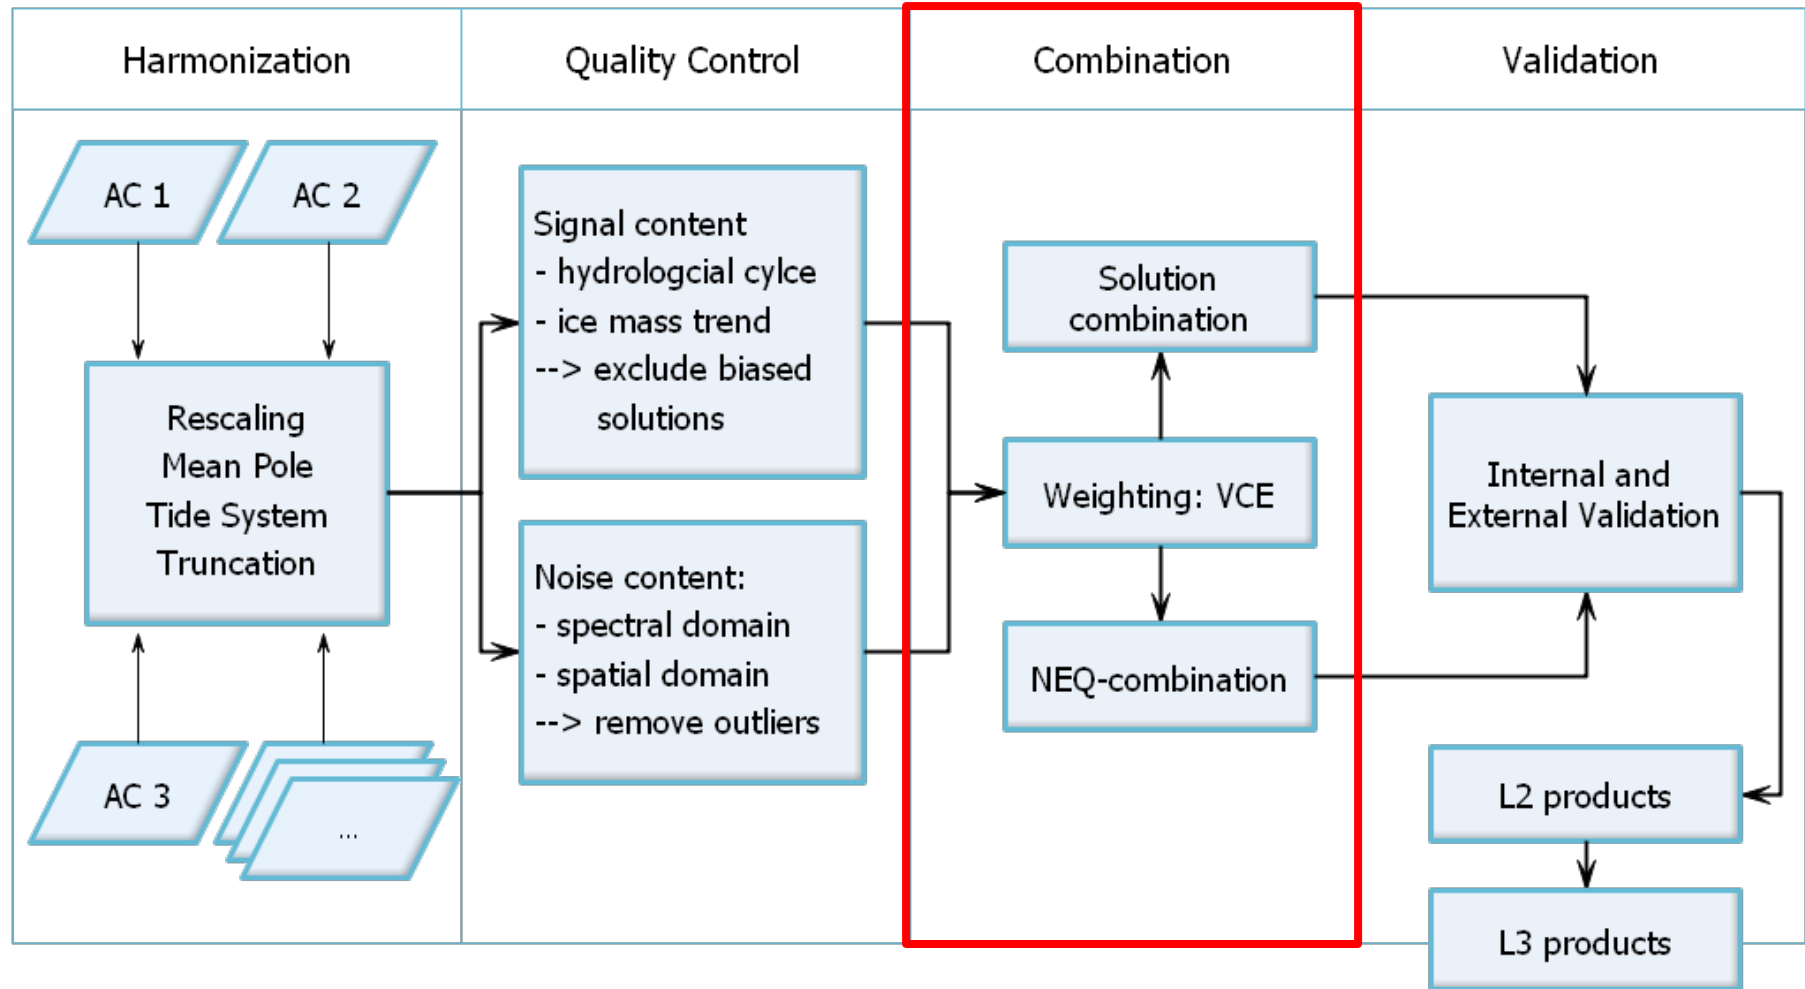 Harmonization
Quality Control
Combination
Validation
AC 1
AC 2
Rescaling
Mean Pole
Tide System
Truncation
AC 3
...
Signal content
- hydrologcial cylce
- ice mass trend
--> exclude biased
solutions
Noise content:
- spectral domain
- spatial domain
--> remove outliers
Solution
combination
Weighting: VCE
NEQ-combination
Internal and
External Validation
L2 products
L3 products